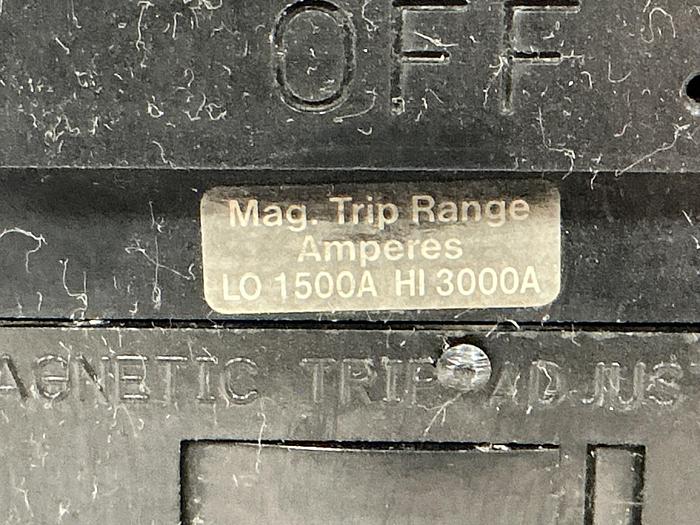 OFF
Mag. Trip Range
Amperes
LO 1500A HI 3000A
AGNETIC TRIP ADJUS